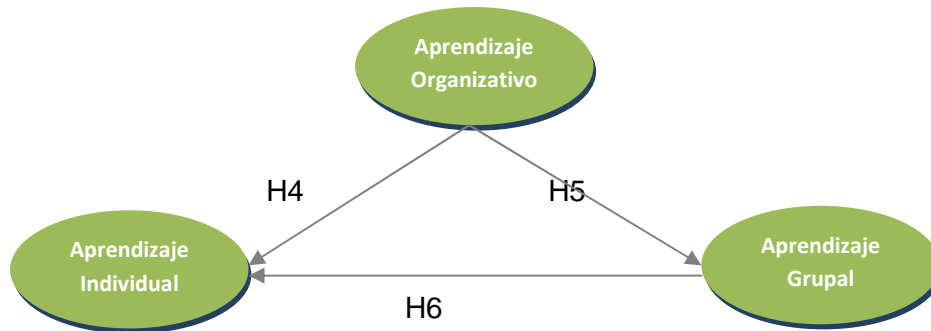 Aprendizaje
Organizativo
H4
H5
Aprendizaje
Individual
Aprendizaje
Grupal
H6